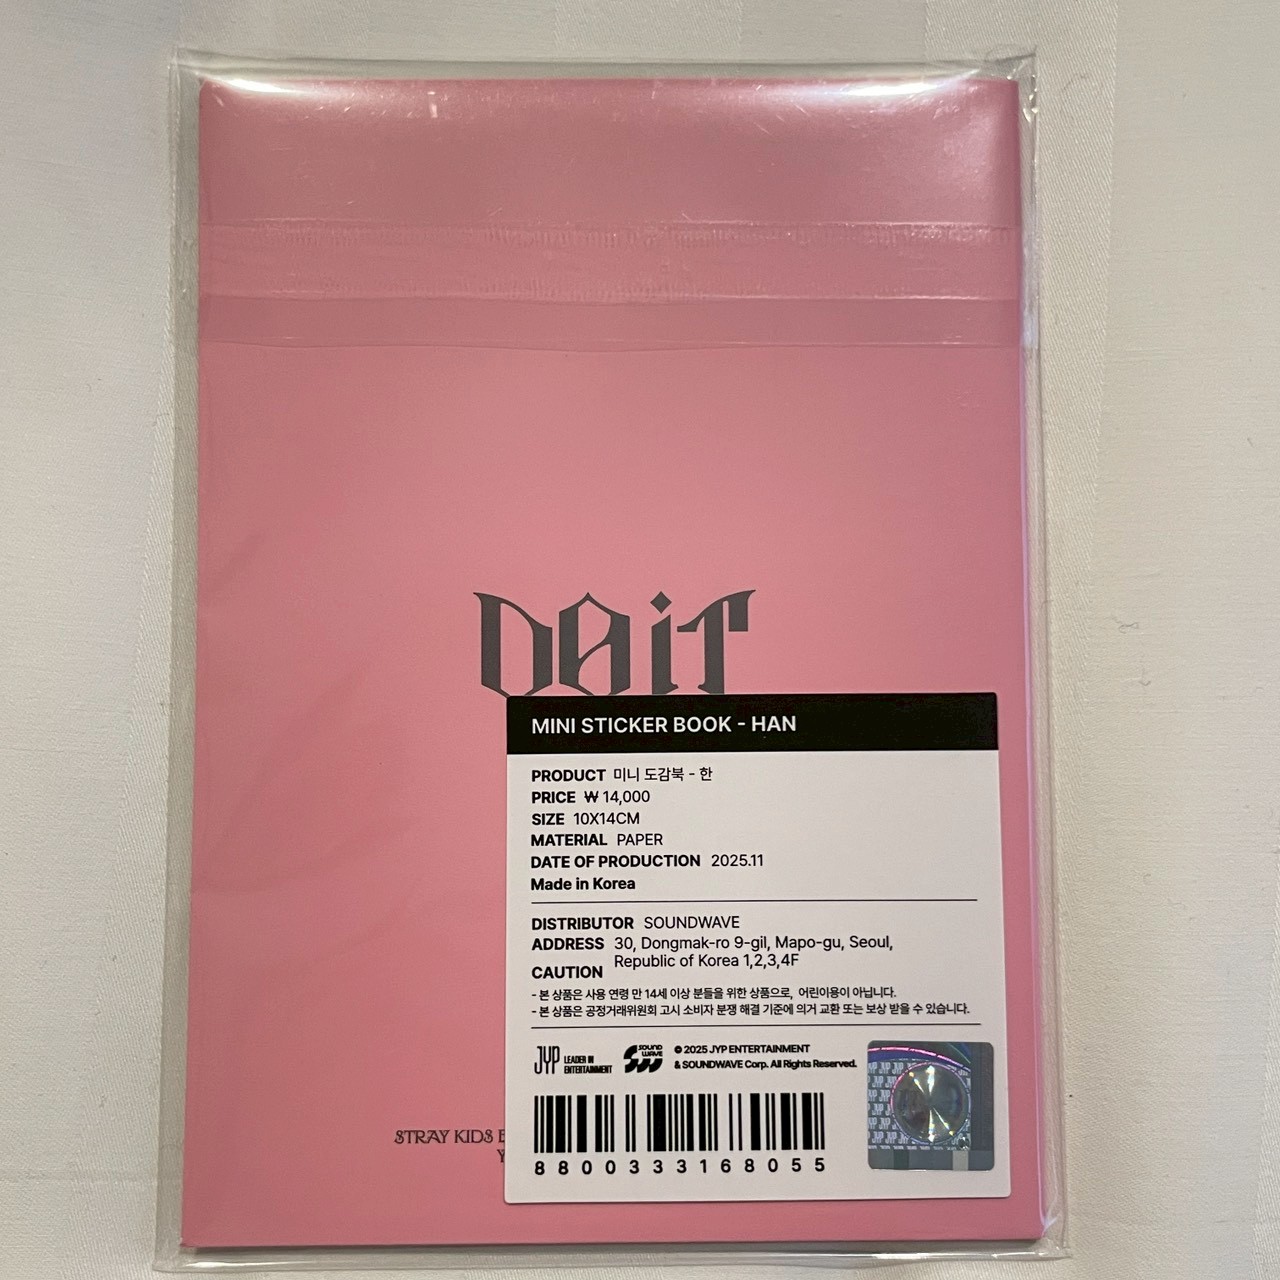 DO iT
MINI STICKER BOOK - HAN
PRODUCT 미니 도감북 - 한
PRICE ₩ 14,000
SIZE 10X14CM
MATERIAL PAPER
DATE OF PRODUCTION 2025.11
Made in Korea
DISTRIBUTOR SOUNDWAVE
ADDRESS 30, Dongmak-ro 9-gil, Mapo-gu, Seoul,
Republic of Korea 1,2,3,4F
CAUTION
- 본 상품은 사용 연령 만 14세 이상 분들을 위한 상품으로, 어린이용이 아닙니다.
- 본 상품은 공정거래위원회 고시 소비자 분쟁 해결 기준에 의거 교환 또는 보상 받을 수 있습니다.
JYP LEADER IN
ENTERTAINMENT
SOUND
WAVE
© 2025 JYP ENTERTAINMENT
& SOUNDWAVE Corp. All Rights Reserved.
STRAY KIDS
8800333168055